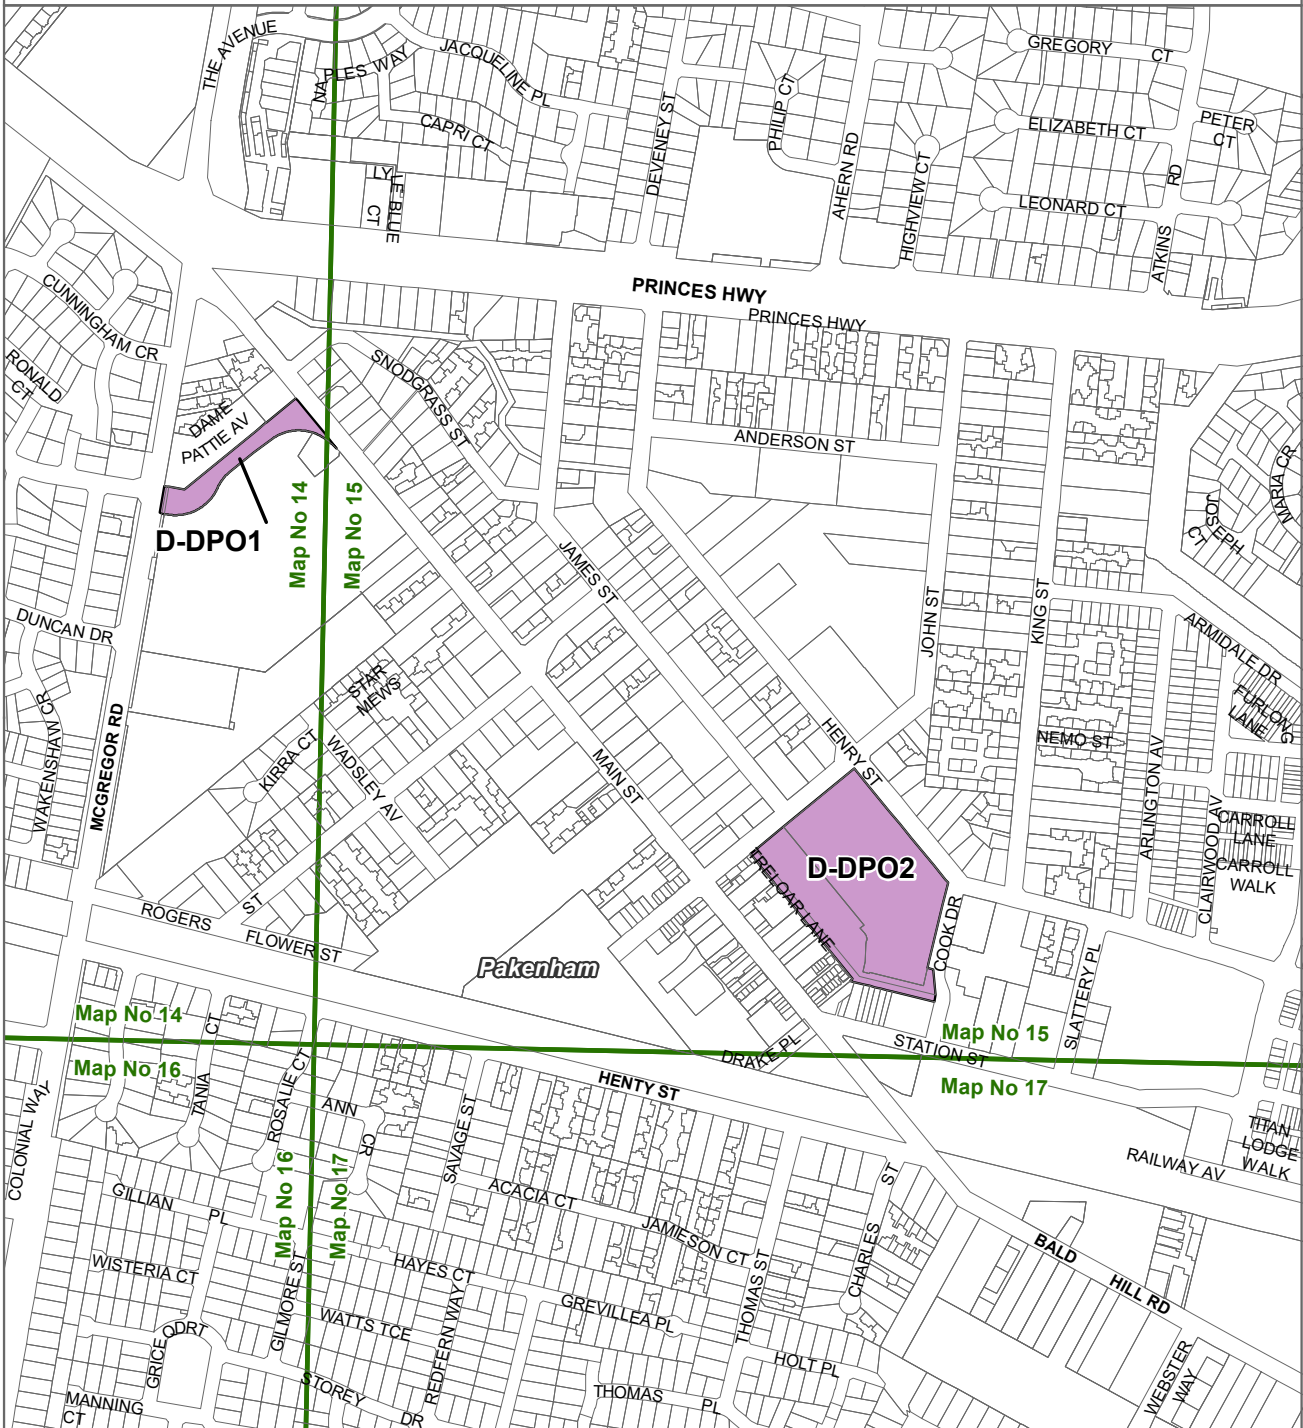 THE AVENUE
NAPLES WAY
JACQUELINE PL
CAPRI CT
LYLE BLUE
CT
DEVENEY ST
PHILIP CT
AHERN RD
HIGHVIEW CT
GREGORY CT
ELIZABETH CT
PETER
CT
LEONARD CT
ATKINS RD
PRINCES HWY
PRINCES HWY
CUNNINGHAM CR
RONALD
CT
DAME
PATTIE AV
SNODGRASS ST
ANDERSON ST
MARIA CR
JOSEPH
CT
D-DPO1
Map No 14
Map No 15
JAMES ST
JOHN ST
KING ST
DUNCAN DR
ARMIDALE DR
FURLONG
LANE
STAR
MEWS
WAKENSHAW CR
MCGREGOR RD
KIRRA CT
WADSLEY AV
MAIN ST
HENRY ST
NEMO ST
ARLINGTON AV
CLAIRWOOD AV
CARROLL
LANE
CARROLL
WALK
TRELOAR LANE
D-DPO2
COOK DR
ROGERS ST
FLOWER ST
Pakenham
SLATTERY PL
Map No 14
Map No 15
DRAKE PL
STATION ST
Map No 16
Map No 17
COLONIAL WAY
TANIA CT
ROSALIE CT
ANN CR
HENTY ST
SAVAGE ST
TITAN
LODGE
WALK
RAILWAY AV
Map No 16
Map No 17
GILLIAN PL
ACACIA CT
JAMIESON CT
CHARLES ST
BALD HILL RD
WISTERIA CT
GILMORE ST
HAYES CT
REDFERN WAY
GREVILLEA PL
THOMAS ST
WATTS TCE
GRICE QDRT
HOLT PL
WEBSTER
WAY
MANNING
CT
STOREY DR
THOMAS PL